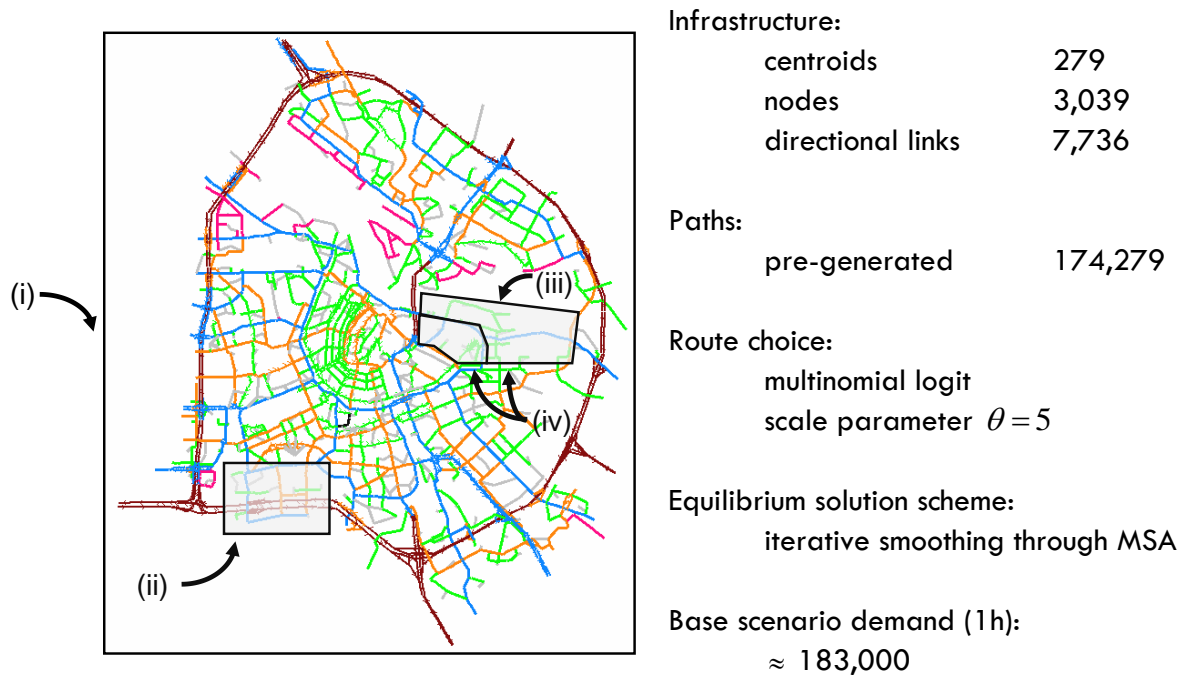 (i)
(ii)
(iii)
(iv)
Infrastructure:
centroids 279
nodes 3,039
directional links 7,736
Paths:
pre-generated 174,279
Route choice:
multinomial logit
scale parameter θ = 5
Equilibrium solution scheme:
iterative smoothing through MSA
Base scenario demand (1h):
≈ 183,000